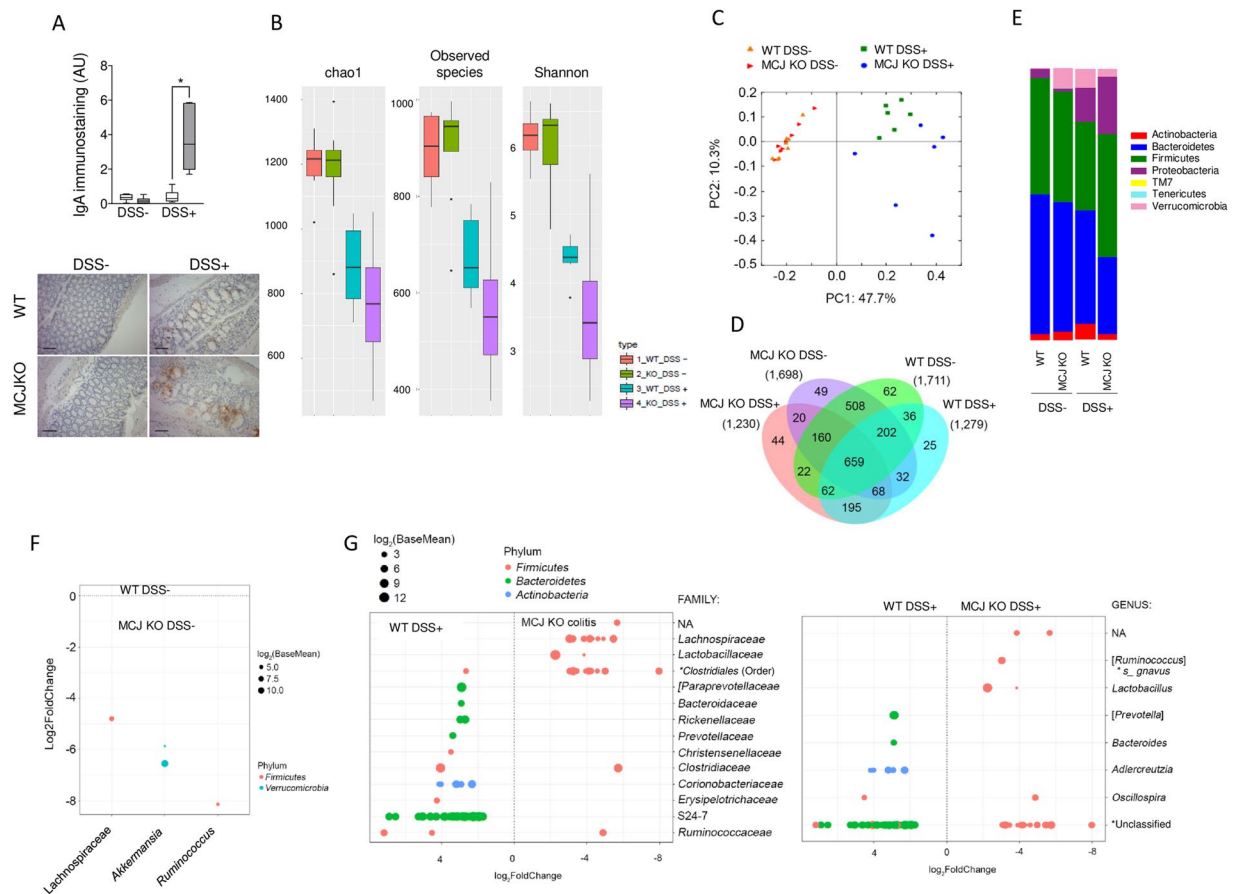 A
IgA immunostaining (AU)
8
6
4
2
0
*
DSS-
DSS+
DSS-
DSS+
WT
MCJKO
B
chao1
Observed
species
Shannon
1400
1200
1000
800
600
1000
800
600
400
6
5
4
3
type
1_WT_DSS −
2_KO_DSS −
3_WT_DSS +
4_KO_DSS +
C
WT DSS-
WT DSS+
MCJ KO DSS-
MCJ KO DSS+
0.2
0.1
0.0
-0.1
-0.2
-0.3
-0.4
-0.5
PC2: 10.3%
-0.2
0.0
0.2
0.4
PC1: 47.7%
D
MCJ KO DSS-
(1,698)
WT DSS-
(1,711)
MCJ KO DSS+
(1,230)
WT DSS+
(1,279)
49
62
20
508
36
44
160
202
25
659
22
32
62
68
195
E
Actinobacteria
Bacteroidetes
Firmicutes
Proteobacteria
TM7
Tenericutes
Verrucomicrobia
WT
MCJKO
WT
MCJKO
DSS-
DSS+
F
WT DSS-
MCJ KO DSS-
0
-2
-4
-6
-8
Log2FoldChange
Lachnospiraceae
Akkermansia
Ruminococcus
log2(BaseMean)
5.0
7.5
10.0
Phylum
Firmicutes
Verrucomicrobia
G
log2(BaseMean)
3
6
9
12
Phylum
Firmicutes
Bacteroidetes
Actinobacteria
WT DSS+
MCJ KO colitis
FAMILY:
NA
Lachnospiraceae
Lactobacillaceae
*Clostridiales (Order)
[Paraprevotellaceae
Bacteroidaceae
Rickenellaceae
Prevotellaceae
Christensenellaceae
Clostridiaceae
Corionobacteriaceae
Erysipelotrichaceae
S24-7
Ruminococcaceae
4
0
-4
-8
log2FoldChange
WT DSS+
MCJ KO DSS+
GENUS:
NA
[Ruminococcus]
* s_ gnavus
Lactobacillus
[Prevotella]
Bacteroides
Adlercreutzia
Oscillospira
*Unclassified
4
0
-4
-8
log2FoldChange